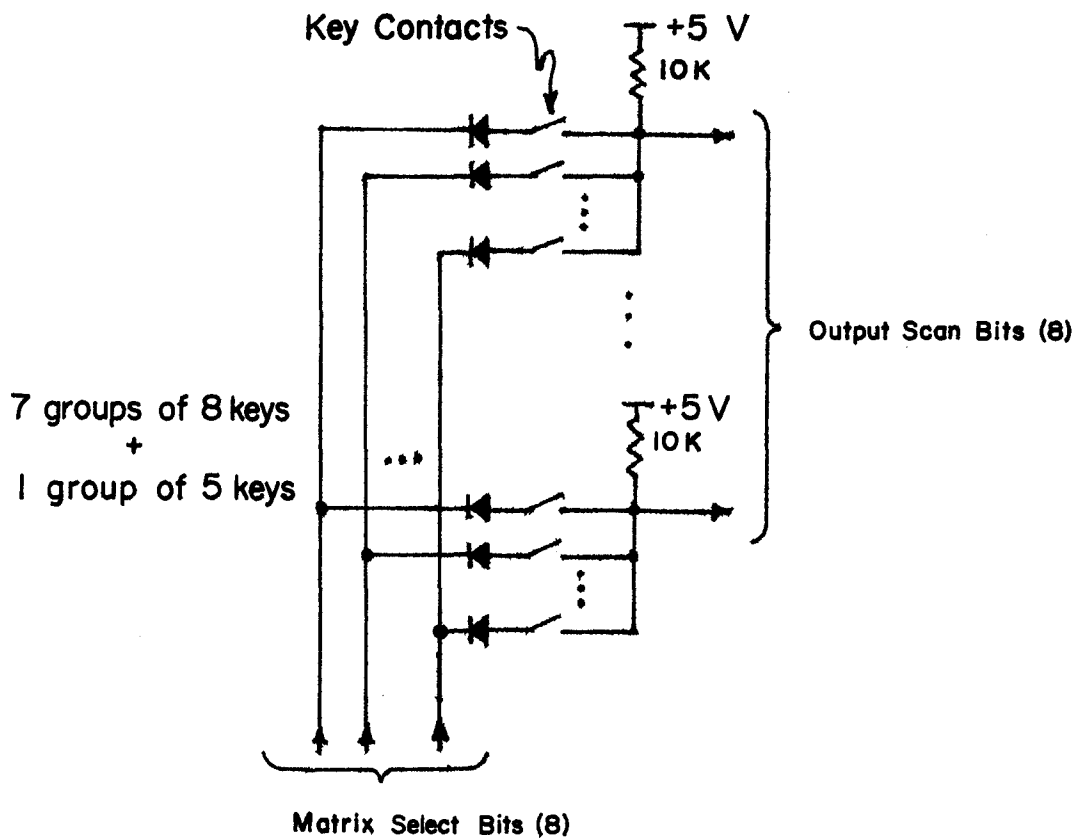 Key Contacts
+5 V
10K
Output Scan Bits (8)
7 groups of 8 keys
+
1 group of 5 keys
+5 V
10K
Matrix Select Bits (8)